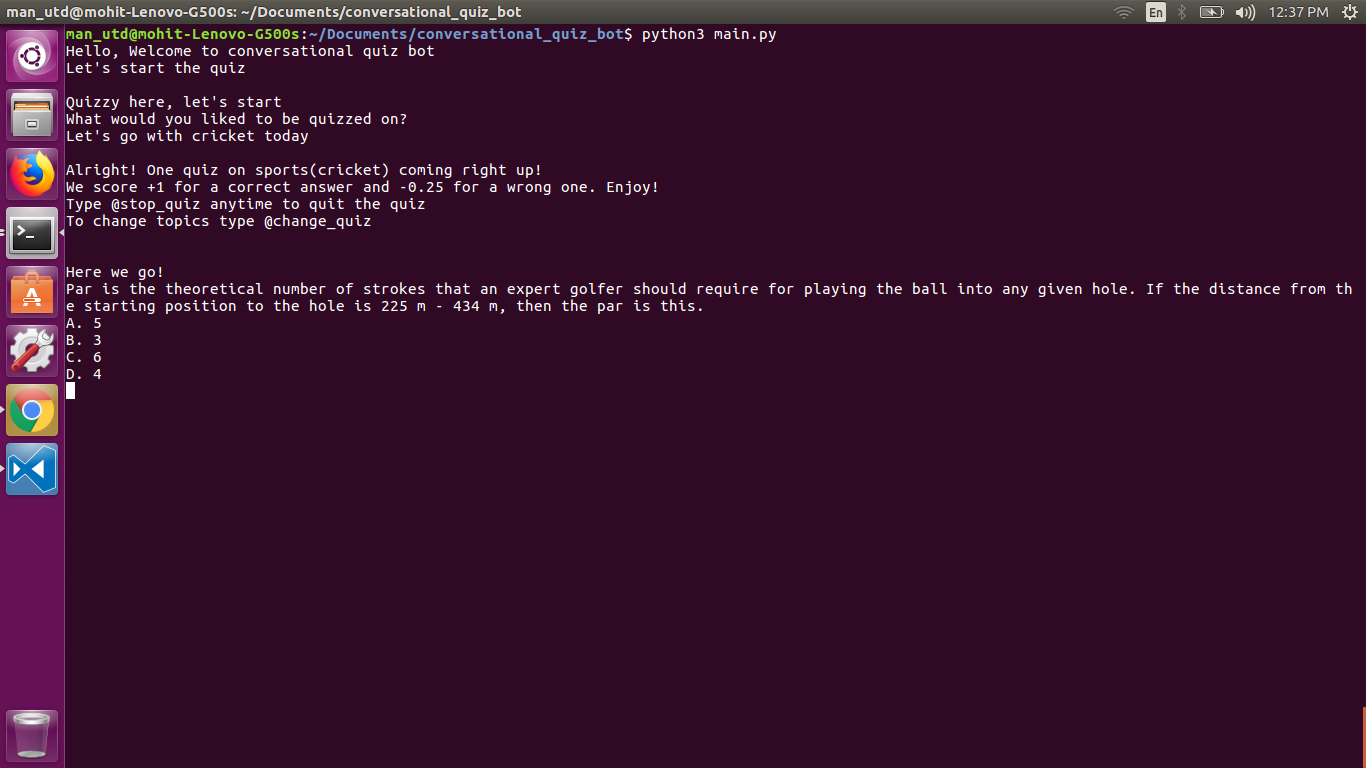 man_utd@mohit-Lenovo-G500s: ~/Documents/conversational_quiz_bot
En
12:37 PM
man_utd@mohit-Lenovo-G500s:~/Documents/conversational_quiz_bot$ python3 main.py
Hello, Welcome to conversational quiz bot
Let's start the quiz
Quizzy here, let's start
What would you liked to be quizzed on?
Let's go with cricket today
Alright! One quiz on sports(cricket) coming right up!
We score +1 for a correct answer and -0.25 for a wrong one. Enjoy!
Type @stop_quiz anytime to quit the quiz
To change topics type @change_quiz
Here we go!
Par is the theoretical number of strokes that an expert golfer should require for playing the ball into any given hole. If the distance from th
e starting position to the hole is 225 m - 434 m, then the par is this.
A. 5
B. 3
C. 6
D. 4